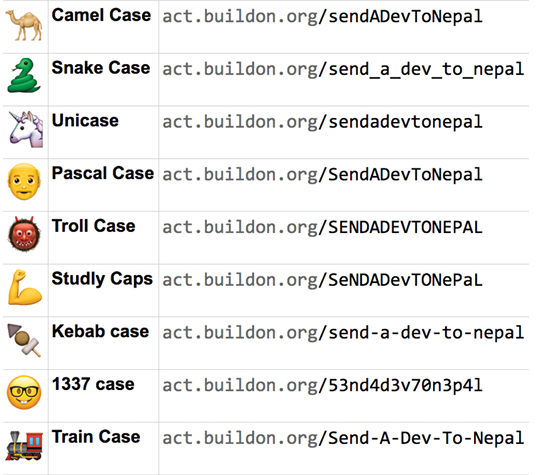 Camel Case act.buildon.org/sendADevToNepal
Snake Case act.buildon.org/send_a_dev_to_nepal
Unicase act.buildon.org/sendadevtonepal
Pascal Case act.buildon.org/SendADevToNepal
Troll Case act.buildon.org/SENDADEVTONEPAL
Studly Caps act.buildon.org/SeNDADevTONePaL
Kebab case act.buildon.org/send-a-dev-to-nepal
1337 case act.buildon.org/53nd4d3v70n3p4l
Train Case act.buildon.org/Send-A-Dev-To-Nepal